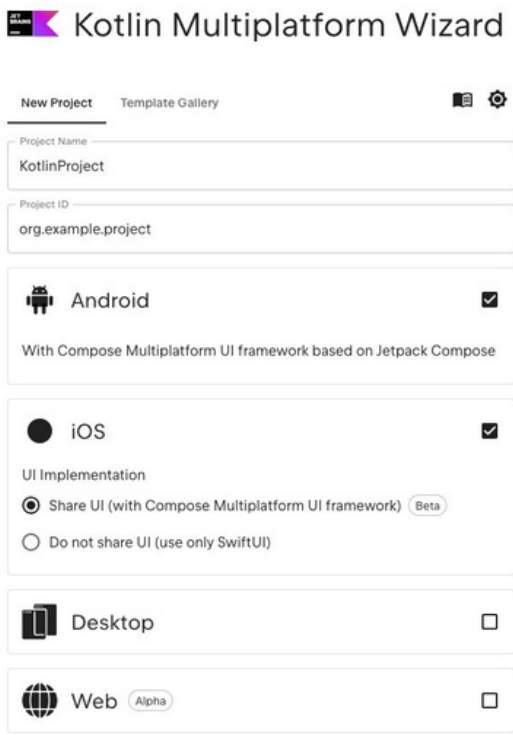 JET
BRAINS
Kotlin Multiplatform Wizard
New Project
Template Gallery
Project Name
KotlinProject
Project ID
org.example.project
Android
With Compose Multiplatform UI framework based on Jetpack Compose
iOS
UI Implementation
Share UI (with Compose Multiplatform UI framework) Beta
Do not share UI (use only SwiftUI)
Desktop
Web Alpha